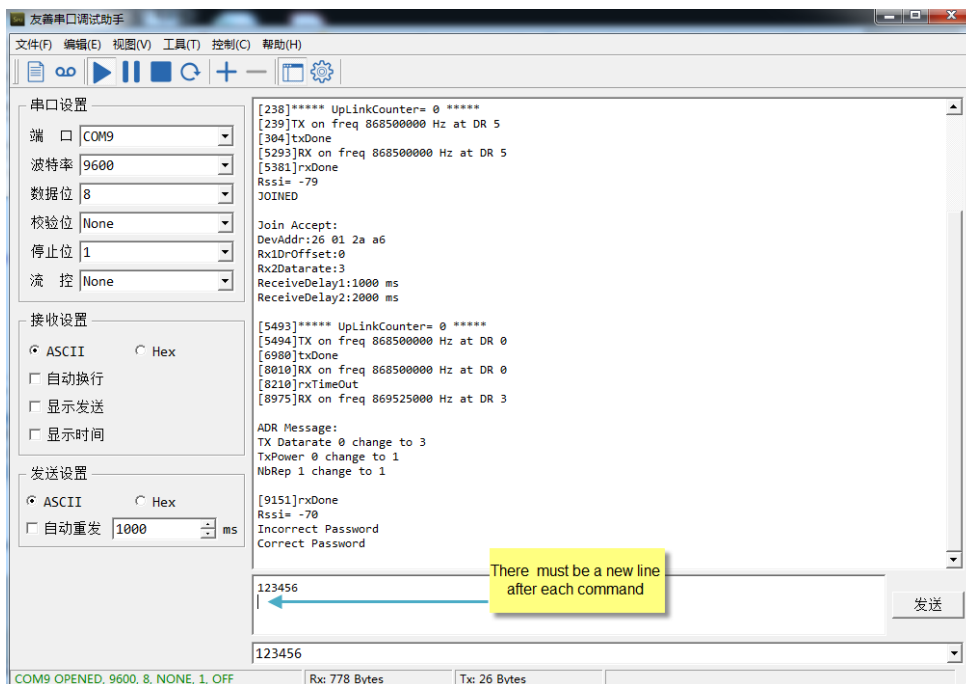 友善串口调试助手
文件(F) 编辑(E) 视图(V) 工具(T) 控制(C) 帮助(H)
串口设置
端 口 COM9
波特率 9600
数据位 8
校验位 None
停止位 1
流 控 None
接收设置
ASCII Hex
自动换行
显示发送
显示时间
发送设置
ASCII Hex
自动重发 1000 ms
[238]***** UpLinkCounter= 0 *****
[239]TX on freq 868500000 Hz at DR 5
[304]txDone
[5293]RX on freq 868500000 Hz at DR 5
[5381]rxDone
Rssi= -79
JOINED
Join Accept:
DevAddr:26 01 2a a6
Rx1DrOffset:0
Rx2Datarate:3
ReceiveDelay1:1000 ms
ReceiveDelay2:2000 ms
[5493]***** UpLinkCounter= 0 *****
[5494]TX on freq 868500000 Hz at DR 0
[6980]txDone
[8010]RX on freq 868500000 Hz at DR 0
[8210]rxTimeOut
[8975]RX on freq 869525000 Hz at DR 3
ADR Message:
TX Datarate 0 change to 3
TxPower 0 change to 1
NbRep 1 change to 1
[9151]rxDone
Rssi= -70
Incorrect Password
Correct Password
There must be a new line
after each command
123456
发送
123456
COM9 OPENED, 9600, 8, NONE, 1, OFF Rx: 778 Bytes Tx: 26 Bytes